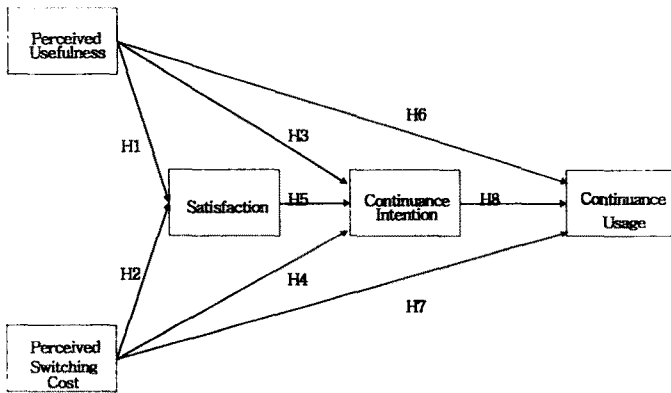 Perceived
Usefulness
H6
H3
H1
Satisfaction
H5
Continuance
Intention
H8
Continuance
Usage
H2
H4
H7
Perceived
Switching
Cost